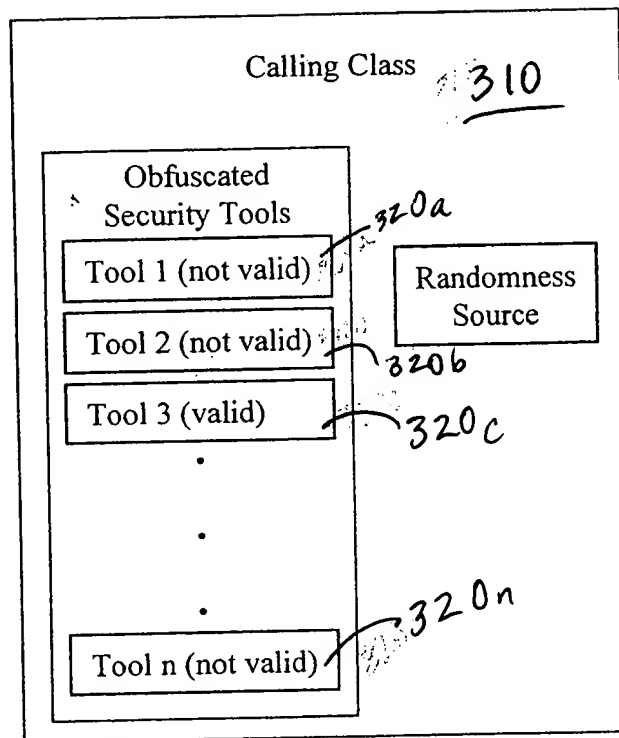 Calling Class 310
Obfuscated
Security Tools
320a
Tool 1 (not valid)
Randomness
Source
Tool 2 (not valid)
320b
Tool 3 (valid)
320c
320n
Tool n (not valid)